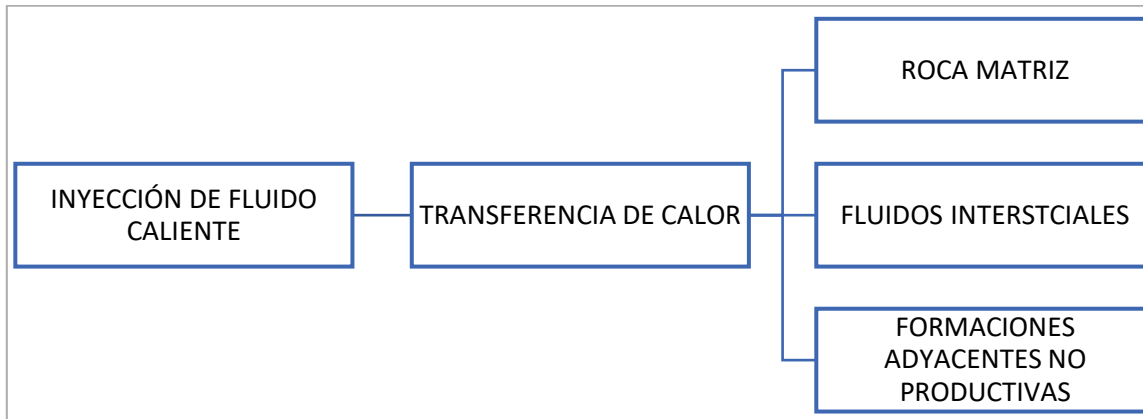 INYECCIÓN DE FLUIDO
CALIENTE
TRANSFERENCIA DE CALOR
ROCA MATRIZ
FLUIDOS INTERSTCIALES
FORMACIONES
ADYACENTES NO
PRODUCTIVAS